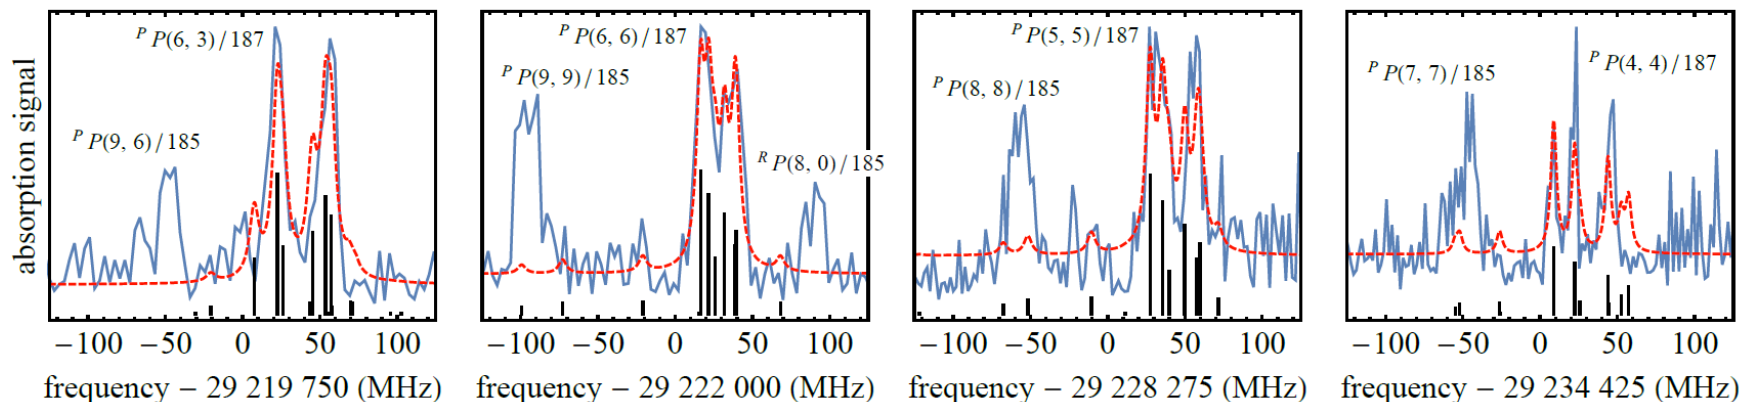 absorption signal
P P(6, 3)/187
P P(9, 6)/185
−100 −50 0 50 100
frequency − 29 219 750 (MHz)
P P(6, 6)/187
P P(9, 9)/185
R P(8, 0)/185
−100 −50 0 50 100
frequency − 29 222 000 (MHz)
P P(5, 5)/187
P P(8, 8)/185
−100 −50 0 50 100
frequency − 29 228 275 (MHz)
P P(7, 7)/185
P P(4, 4)/187
−100 −50 0 50 100
frequency − 29 234 425 (MHz)